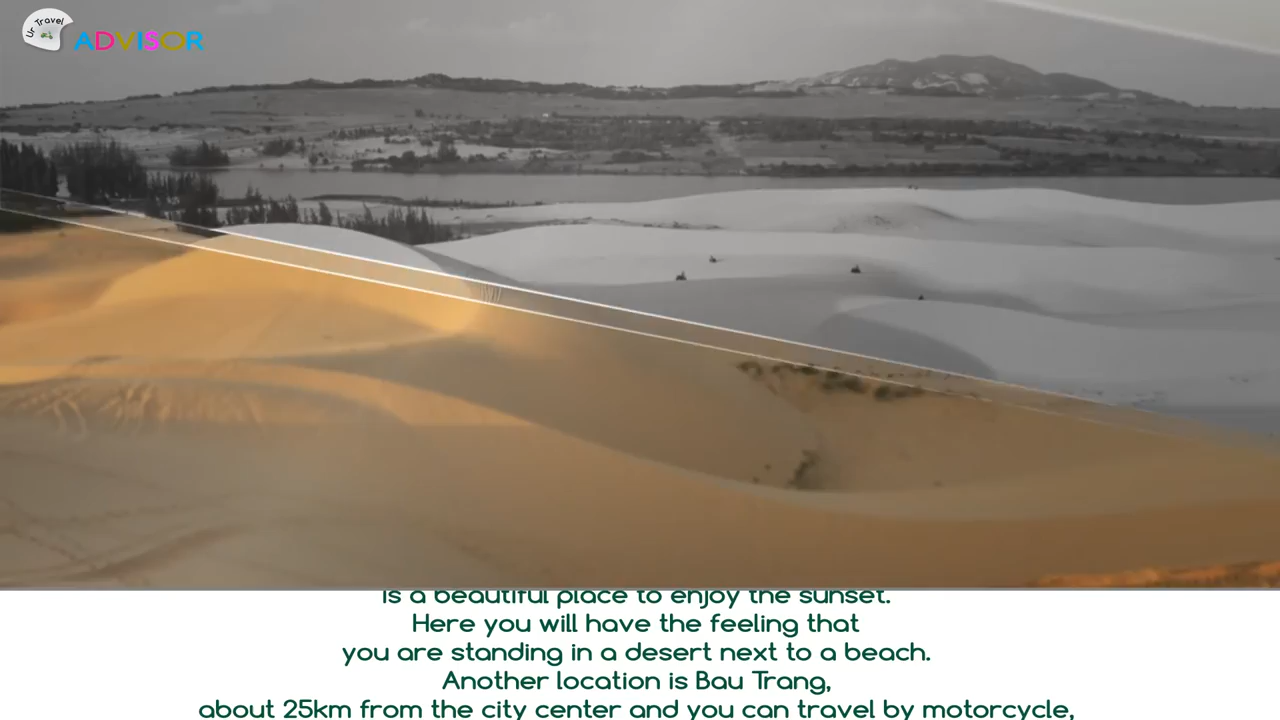 Ur Travel
ADVISOR
is a beautiful place to enjoy the sunset.
Here you will have the feeling that
you are standing in a desert next to a beach.
Another location is Bau Trang,
about 25km from the city center and you can travel by motorcycle,